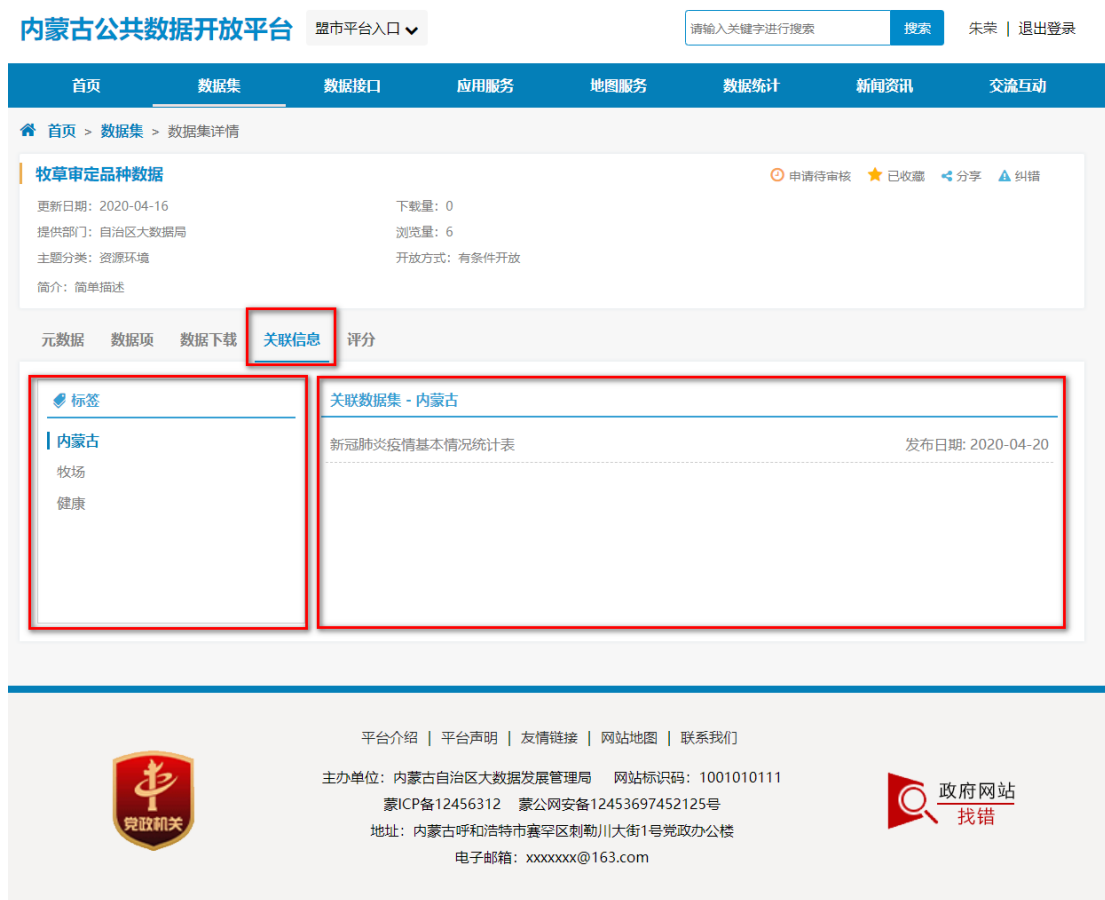 内蒙古公共数据开放平台 盟市平台入口 请输入关键字进行搜索 搜索 朱荣 | 退出登录
首页 数据集 数据接口 应用服务 地图服务 数据统计 新闻资讯 交流互动
首页 > 数据集 > 数据集详情
牧草审定品种数据 申请待审核 已收藏 分享 纠错
更新日期：2020-04-16 下载量：0
提供部门：自治区大数据局 浏览量：6
主题分类：资源环境 开放方式：有条件开放
简介：简单描述
元数据 数据项 数据下载 关联信息 评分
标签 关联数据集 - 内蒙古
内蒙古 新冠肺炎疫情基本情况统计表 发布日期: 2020-04-20
牧场
健康
平台介绍 | 平台声明 | 友情链接 | 网站地图 | 联系我们
主办单位：内蒙古自治区大数据发展管理局 网站标识码：1001010111
蒙ICP备12456312 蒙公网安备12453697452125号
地址：内蒙古呼和浩特市赛罕区刺勒川大街1号党政办公楼
电子邮箱：xxxxxxx@163.com
党政机关
政府网站
找错